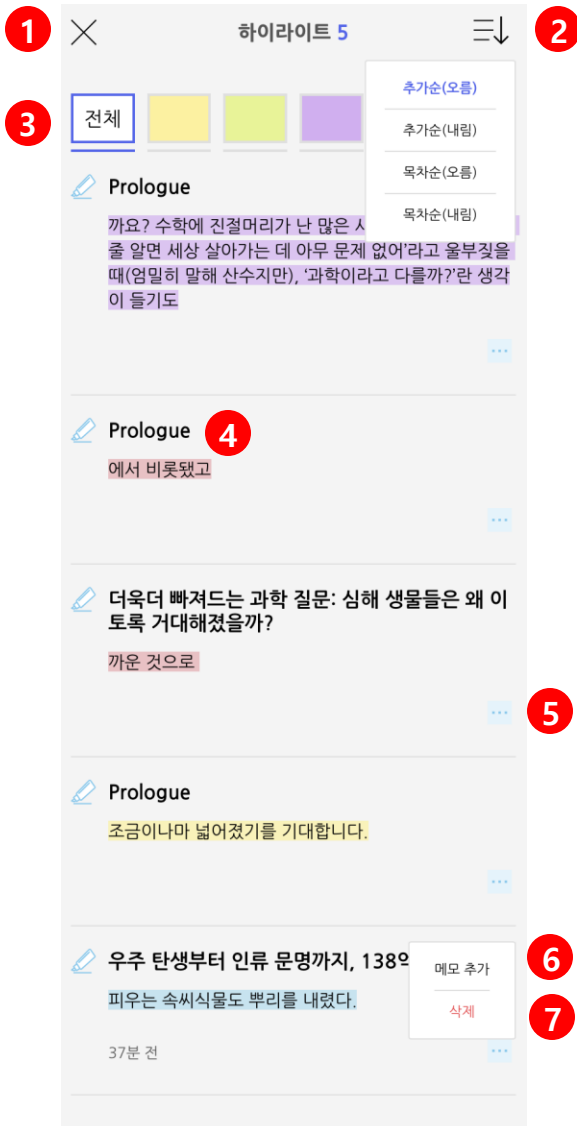 1
하이라이트 5
2
추가순(오름)
추가순(내림)
목차순(오름)
목차순(내림)
3
전체
Prologue
까요? 수학에 진절머리가 난 많은
줄 알면 세상 살아가는 데 아무 문제 없어'라고 울부짖을
때(엄밀히 말해 산수지만), '과학이라고 다를까?'란 생각
이 들기도
...
Prologue
4
에서 비롯됐고
...
더욱더 빠져드는 과학 질문: 심해 생물들은 왜 이
토록 거대해졌을까?
까운 것으로
...
5
Prologue
조금이나마 넓어졌기를 기대합니다.
...
우주 탄생부터 인류 문명까지, 138억
피우는 속씨식물도 뿌리를 내렸다.
37분 전
...
메모 추가
6
삭제
7